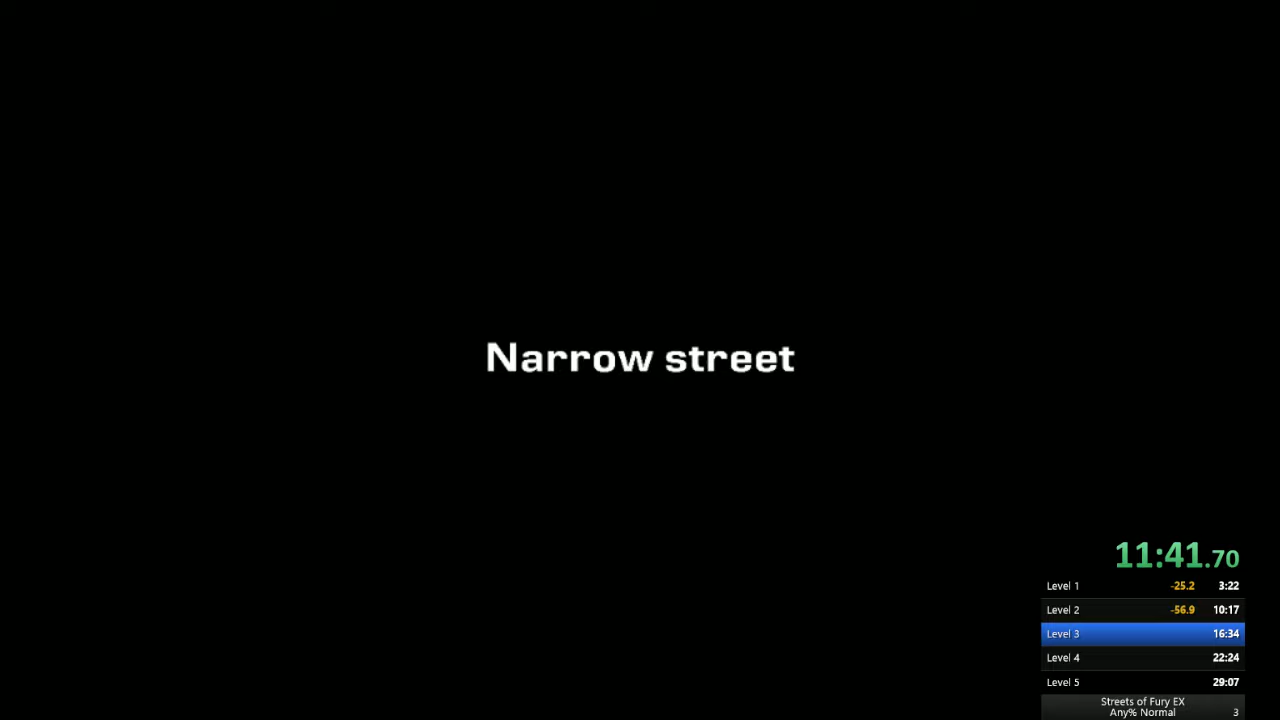 Narrow street
11:41.70
Level 1 -25.2 3:22
Level 2 -56.9 10:17
Level 3 16:34
Level 4 22:24
Level 5 29:07
Streets of Fury EX
Any% Normal 3